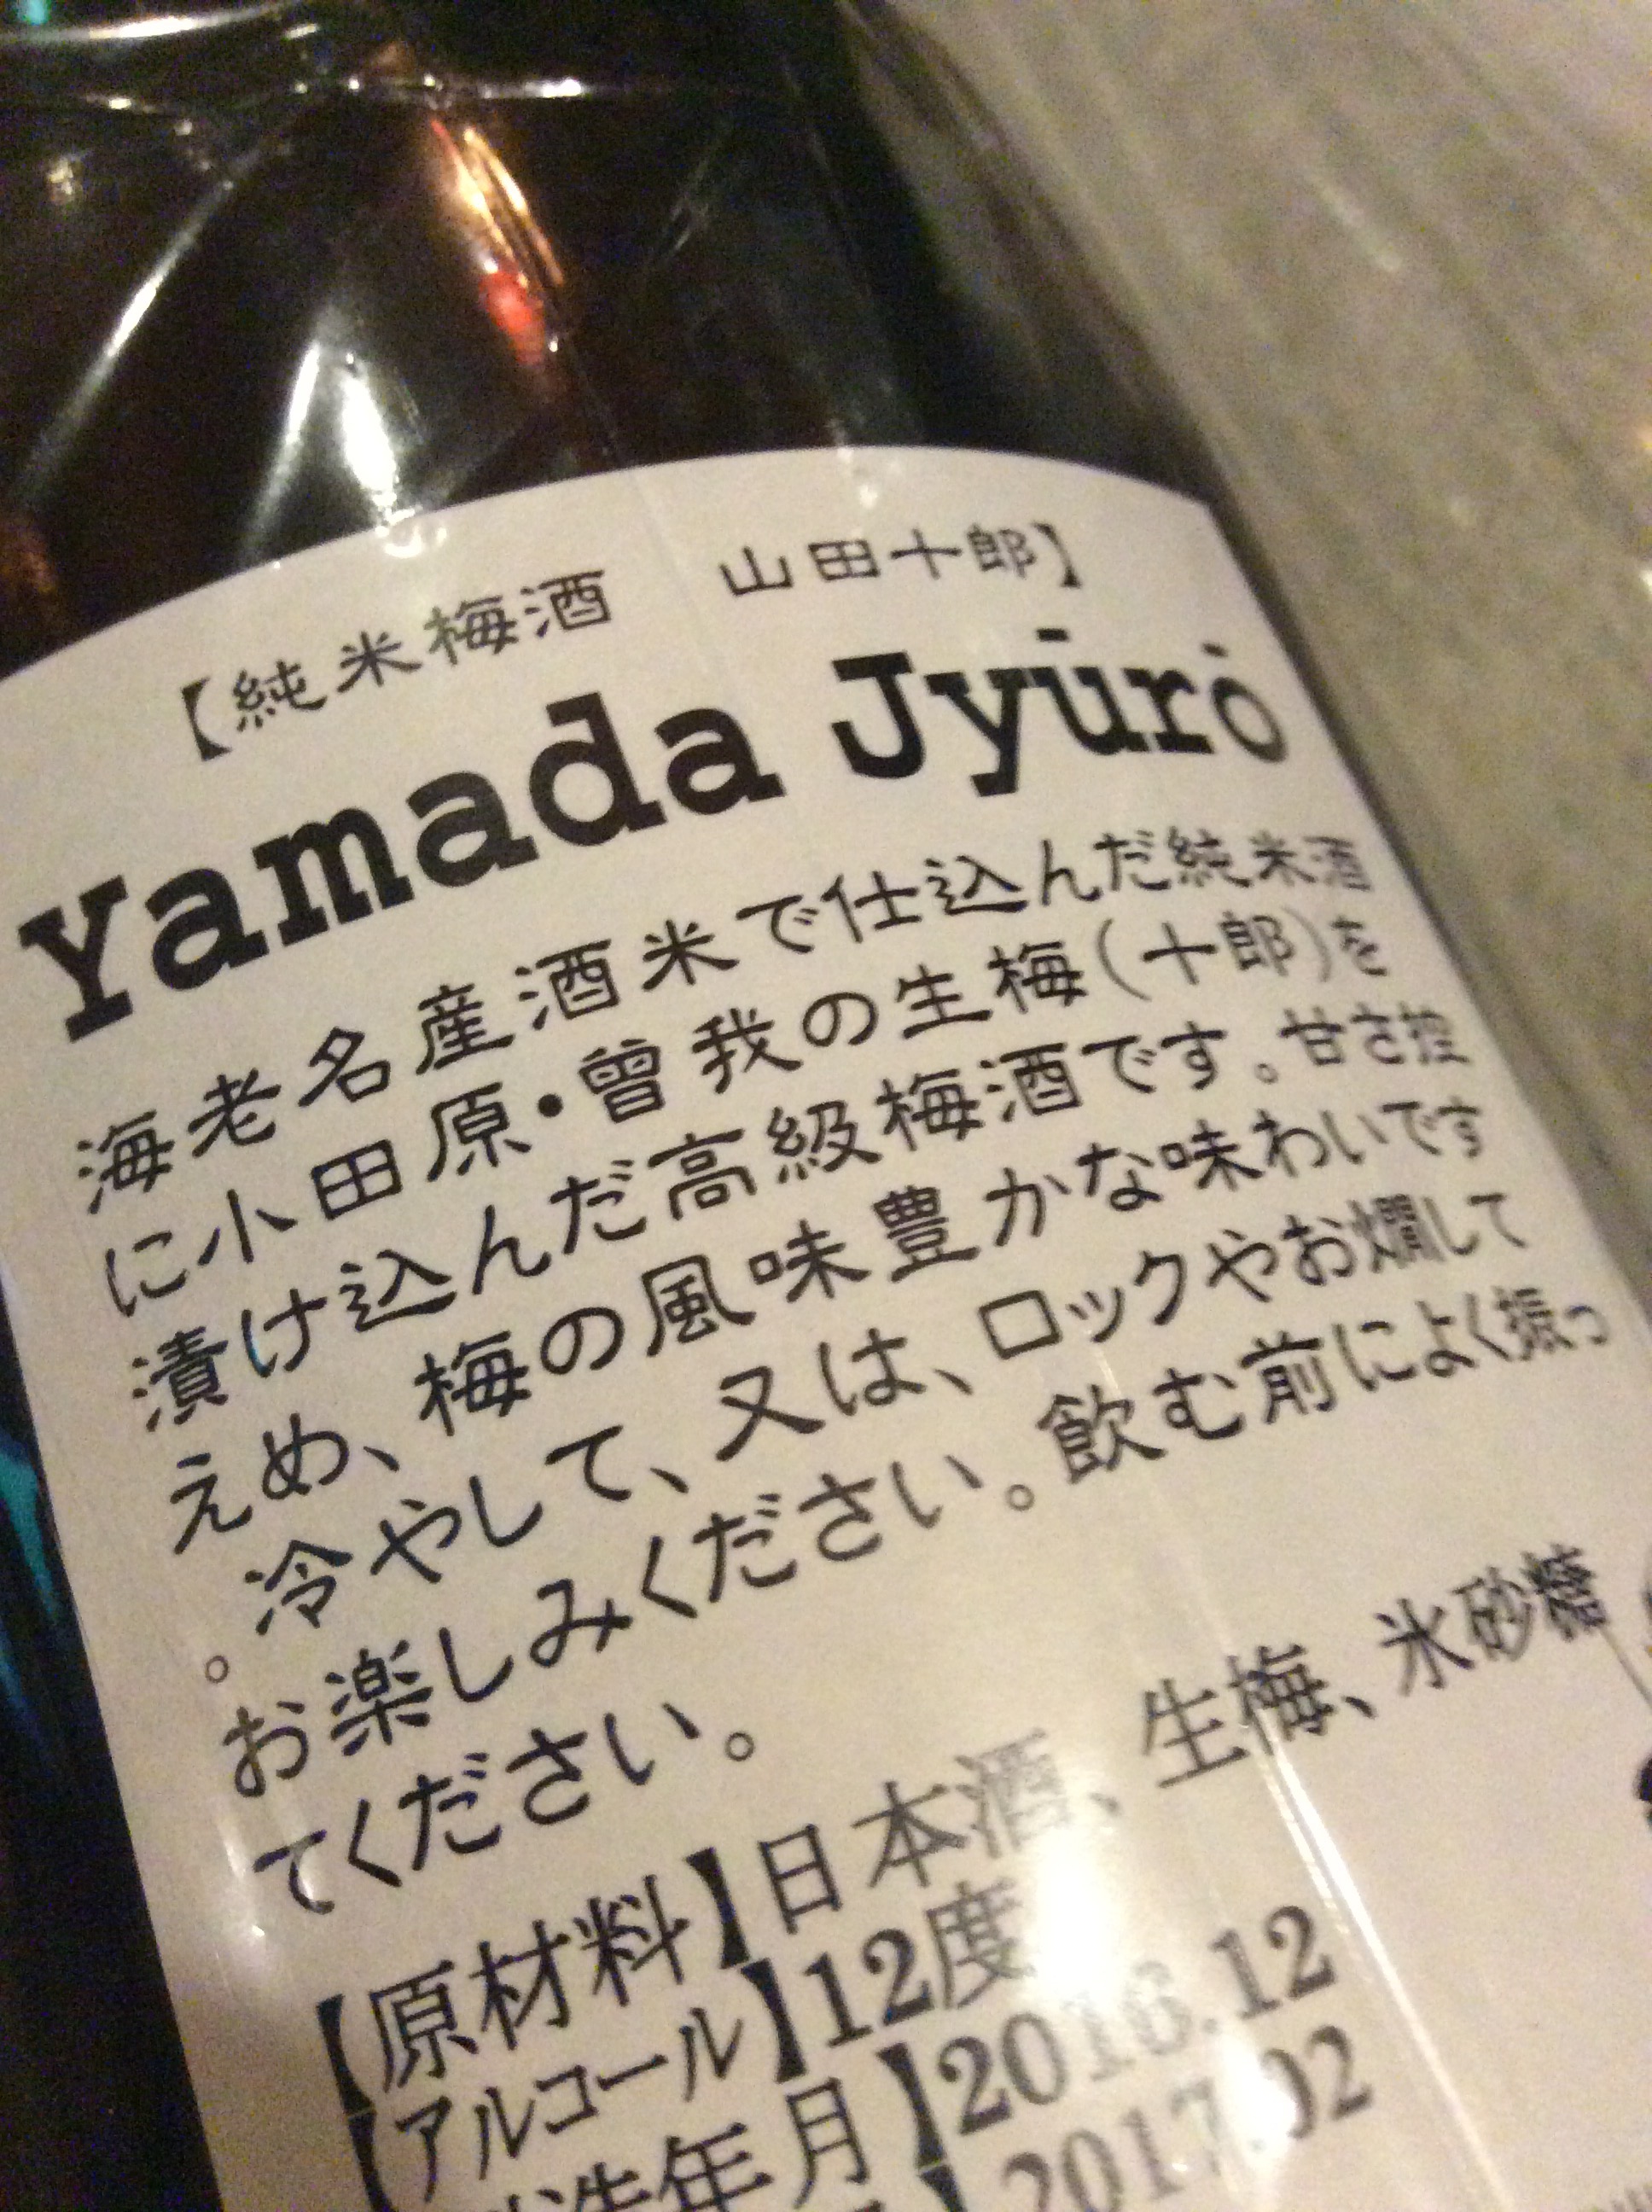 【純米梅酒　山田十郎】
Yamada Jyūrō
海老名産酒米で仕込んだ純米酒
に小田原・曽我の生梅(十郎)を
漬け込んだ高級梅酒です。甘さ控
えめ、梅の風味豊かな味わいです
。冷やして、又は、ロックやお燗して
お楽しみください。飲む前によく振っ
てください。
【原材料】日本酒、生梅、氷砂糖
【アルコール】12度
造年月】2016.12
2017.02